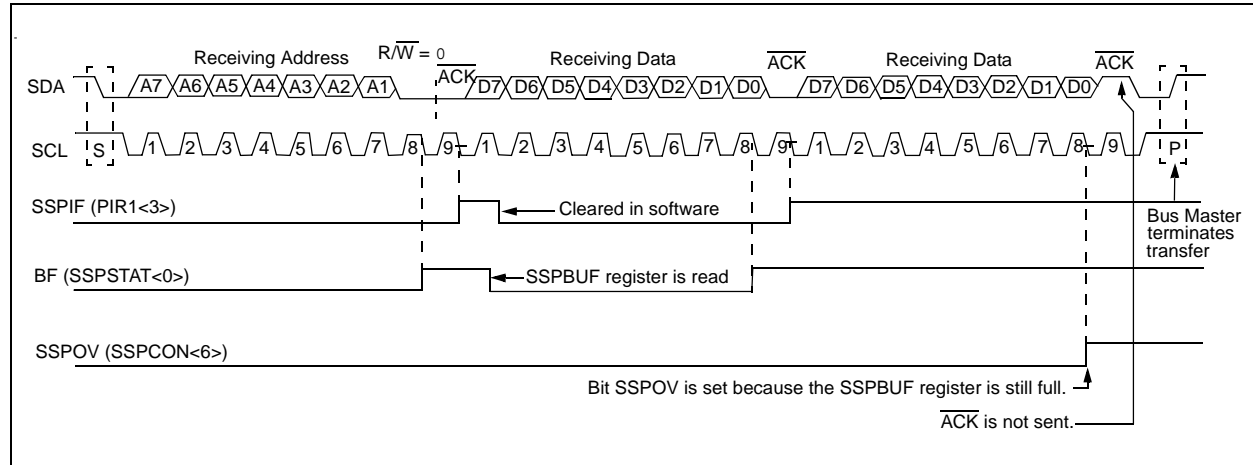 Receiving Address R/W = 0 Receiving Data ACK Receiving Data ACK
ACK
SDA A7 A6 A5 A4 A3 A2 A1 D7 D6 D5 D4 D3 D2 D1 D0 D7 D6 D5 D4 D3 D2 D1 D0
SCL S 1 2 3 4 5 6 7 8 9 1 2 3 4 5 6 7 8 9 1 2 3 4 5 6 7 8 9 P
SSPIF (PIR1<3>) Cleared in software
Bus Master
terminates
transfer
BF (SSPSTAT<0>) SSPBUF register is read
SSPOV (SSPCON<6>)
Bit SSPOV is set because the SSPBUF register is still full.
ACK is not sent.